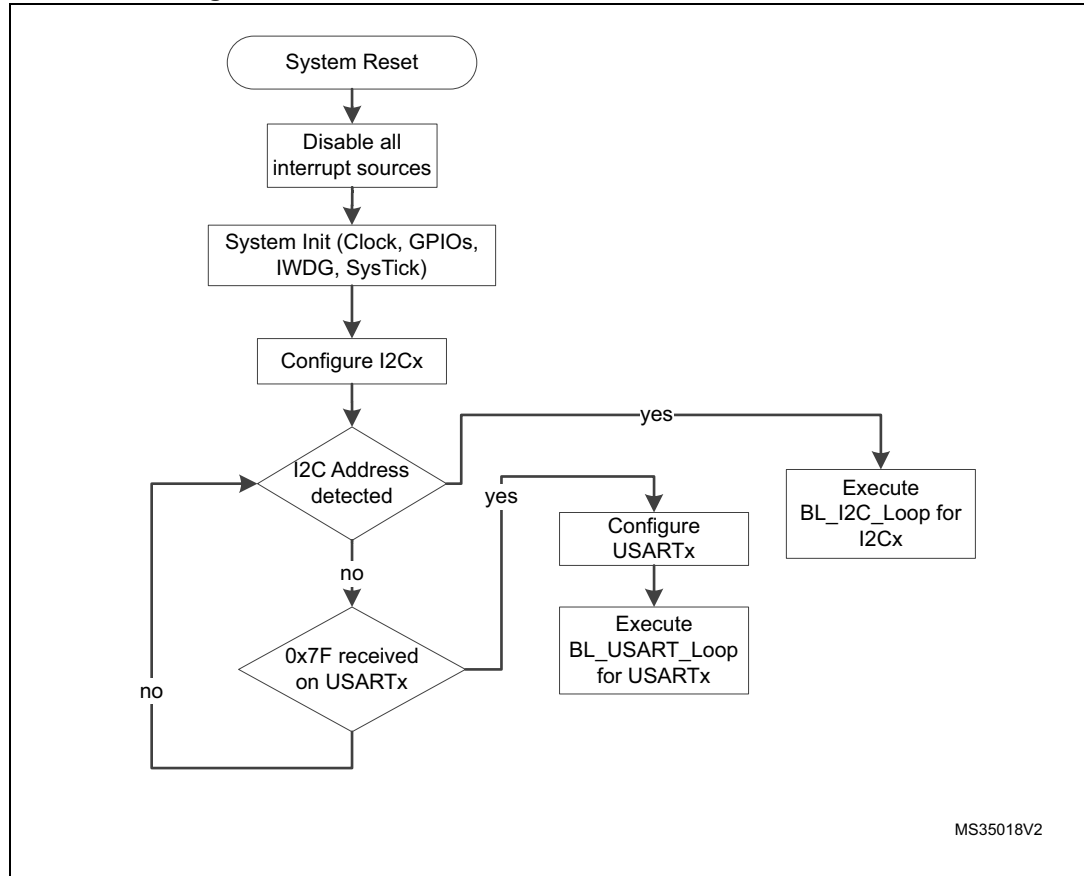 System Reset
Disable all
interrupt sources
System Init (Clock, GPIOs,
IWDG, SysTick)
Configure I2Cx
yes
I2C Address
detected
yes
Execute
BL_I2C_Loop for
I2Cx
Configure
USARTx
no
Execute
BL_USART_Loop
for USARTx
0x7F received
on USARTx
no
MS35018V2